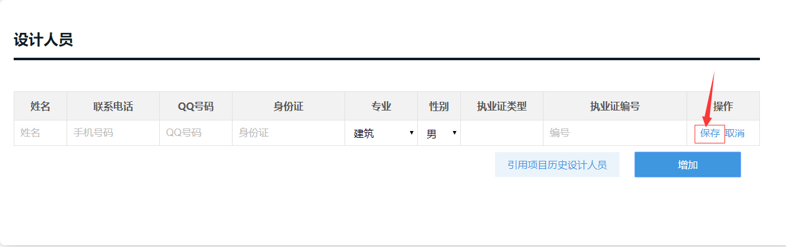 设计人员
姓名 联系电话 QQ号码 身份证 专业 性别 执业证类型 执业证编号 操作
姓名 手机号码 QQ号码 身份证 建筑 男 编号 保存 取消
引用项目历史设计人员 增加